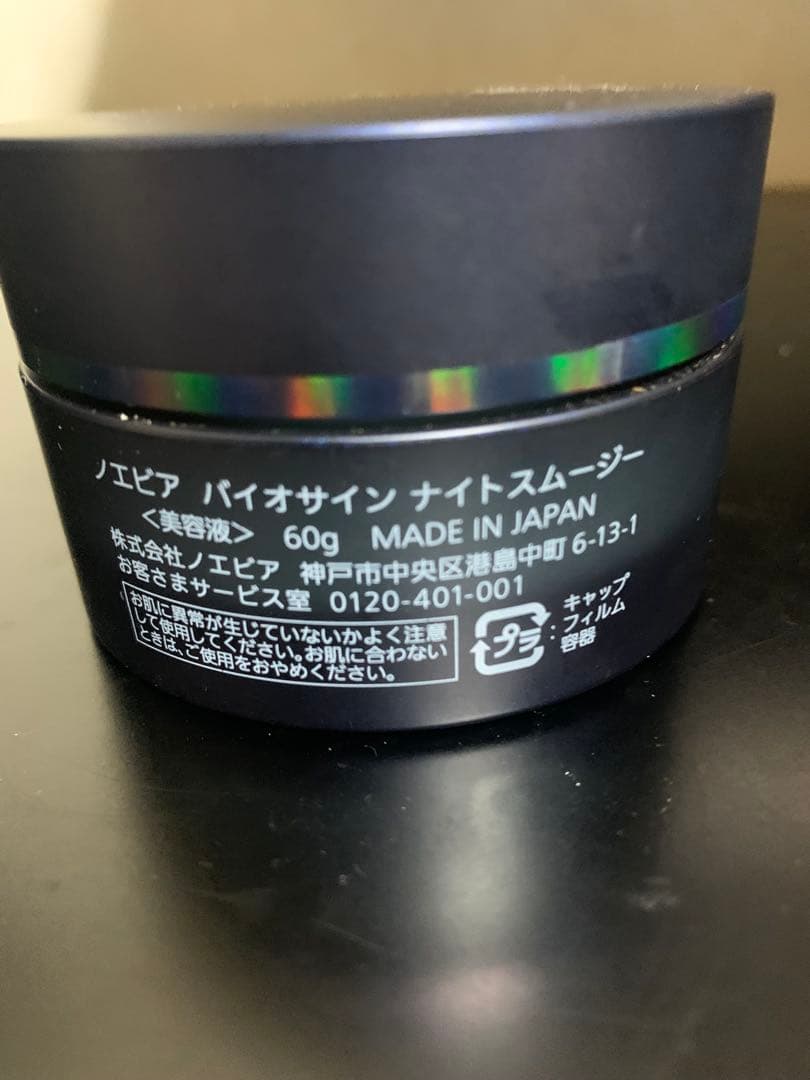 ノエビア バイオサイン ナイトスムージー
<美容液> 60g MADE IN JAPAN
株式会社ノエビア 神戸市中央区港島中町6-13-1
お客さまサービス室 0120-401-001
お肌に異常が生じていないかよく注意
して使用してください。お肌に合わない
ときは、ご使用をおやめください。
プラ : キャップ
フィルム
容器